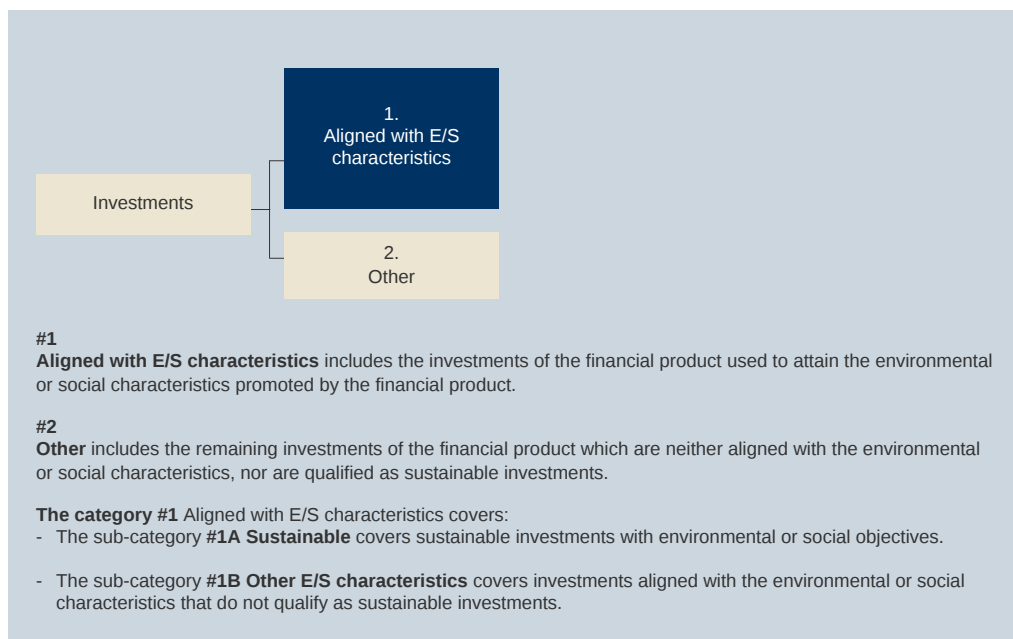 1.
Aligned with E/S
characteristics
Investments
2.
Other
#1
Aligned with E/S characteristics includes the investments of the financial product used to attain the environmental
or social characteristics promoted by the financial product.
#2
Other includes the remaining investments of the financial product which are neither aligned with the environmental
or social characteristics, nor are qualified as sustainable investments.
The category #1 Aligned with E/S characteristics covers:
- The sub-category #1A Sustainable covers sustainable investments with environmental or social objectives.
- The sub-category #1B Other E/S characteristics covers investments aligned with the environmental or social
characteristics that do not qualify as sustainable investments.